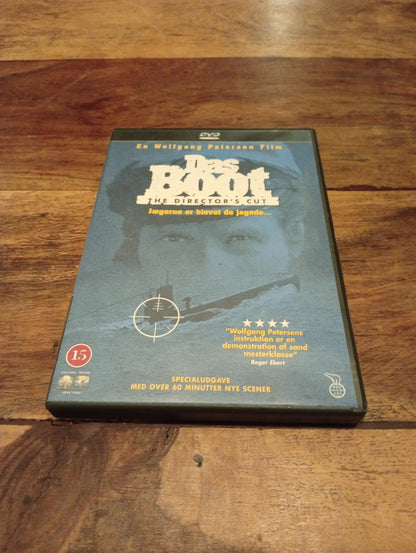 DVD
En Wolfgang Petersen Film
Das
Boot
THE DIRECTOR'S CUT
Jægerne er blevet de jagede...
"Wolfgang Petersens
instruktion er en
demonstration af sand
mesterklasse"
Roger Ebert
15
SPECIALUDGAVE
MED OVER 60 MINUTTER NYE SCENER